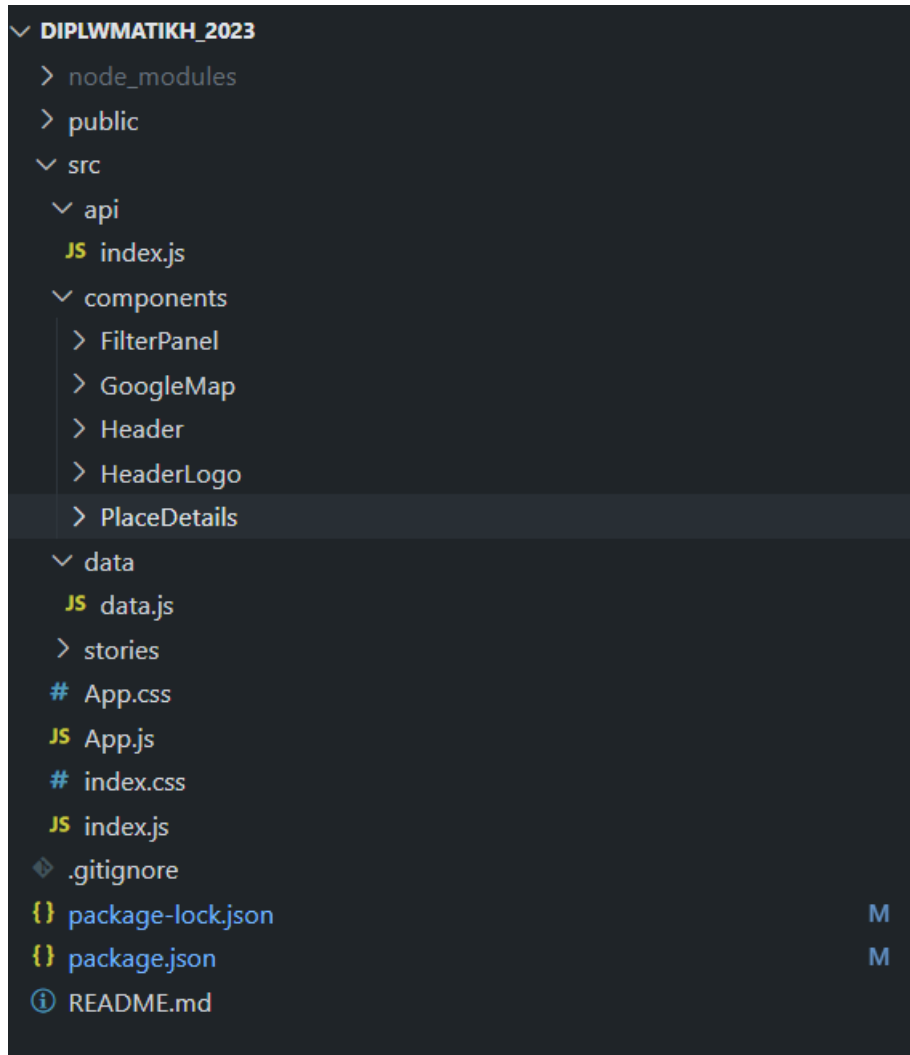 DIPLWMATIKH_2023
node_modules
public
src
api
JS index.js
components
FilterPanel
GoogleMap
Header
HeaderLogo
PlaceDetails
data
JS data.js
stories
# App.css
JS App.js
# index.css
JS index.js
.gitignore
{} package-lock.json M
{} package.json M
README.md